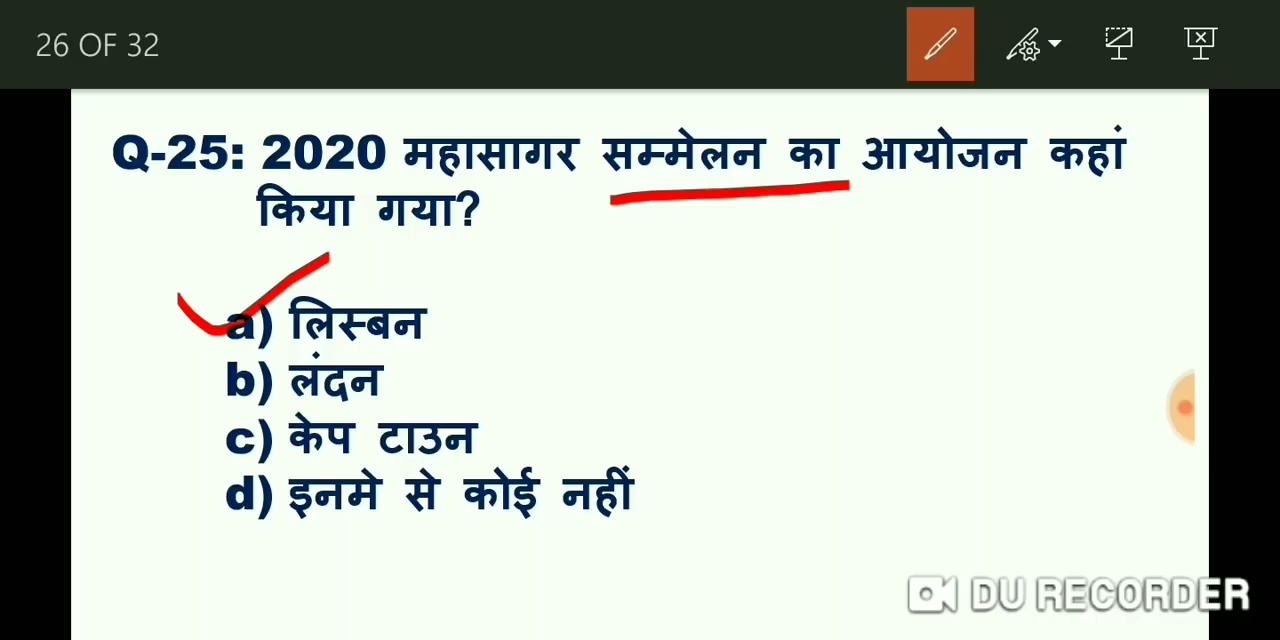 26 OF 32
Q-25: 2020 महासागर सम्मेलन का आयोजन कहां
किया गया?
a) लिस्बन
b) लंदन
c) केप टाउन
d) इनमे से कोई नहीं
DU RECORDER